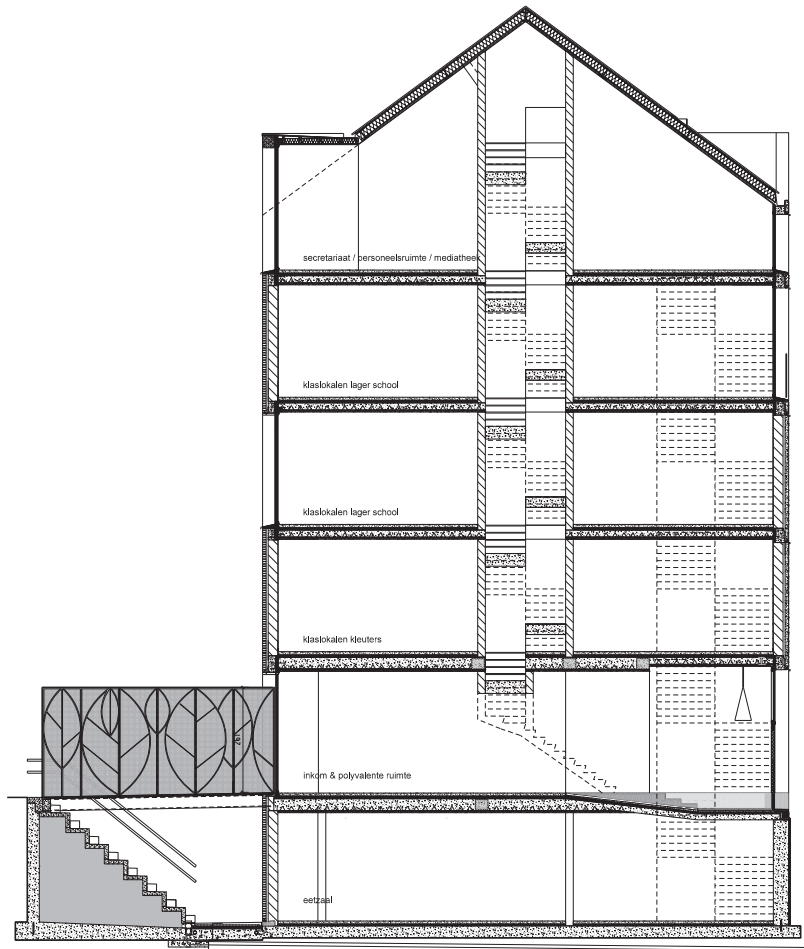 secretariaat / personeelsruimte / mediatheek
klaslokalen lager school
klaslokalen lager school
klaslokalen kleuters
inkom & polyvalente ruimte
eetzaal